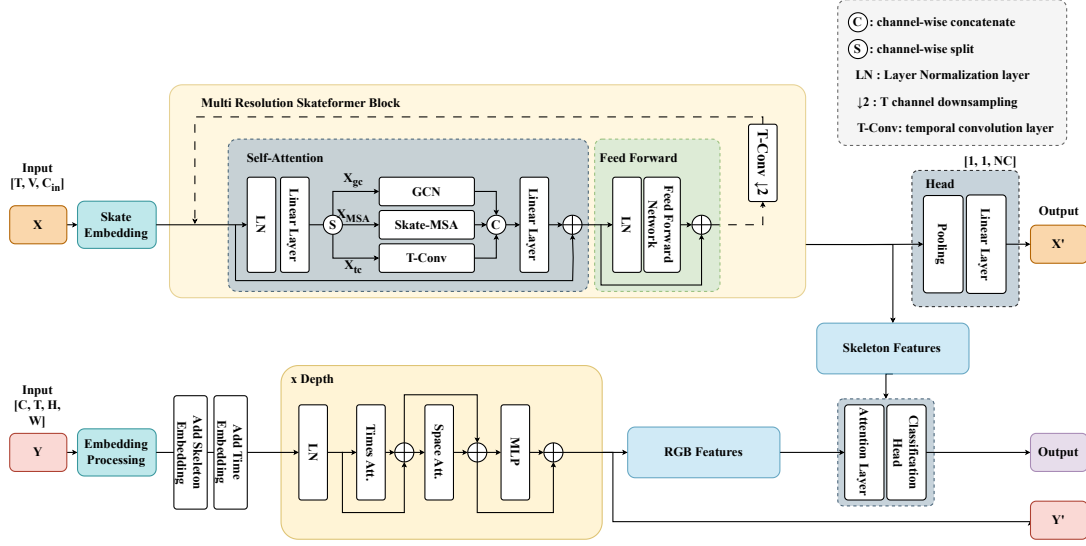 C : channel-wise concatenate
S : channel-wise split
LN : Layer Normalization layer
↓2 : T channel downsampling
T-Conv: temporal convolution layer
Multi Resolution Skateformer Block
T-Conv ↓2
Self-Attention
Feed Forward
Input
[T, V, C_in]
X
Skate
Embedding
LN
Linear Layer
S
X_gc
X_MSA
X_tc
GCN
Skate-MSA
T-Conv
C
Linear Layer
LN
Feed Forward
Network
[1, 1, NC]
Head
Pooling
Linear Layer
Output
X'
Skeleton Features
Input
[C, T, H,
W]
Y
Embedding
Processing
Add Skeleton
Embedding
Add Time
Embedding
x Depth
LN
Times Att.
Space Att.
MLP
RGB Features
Attention Layer
Classification
Head
Output
Y'